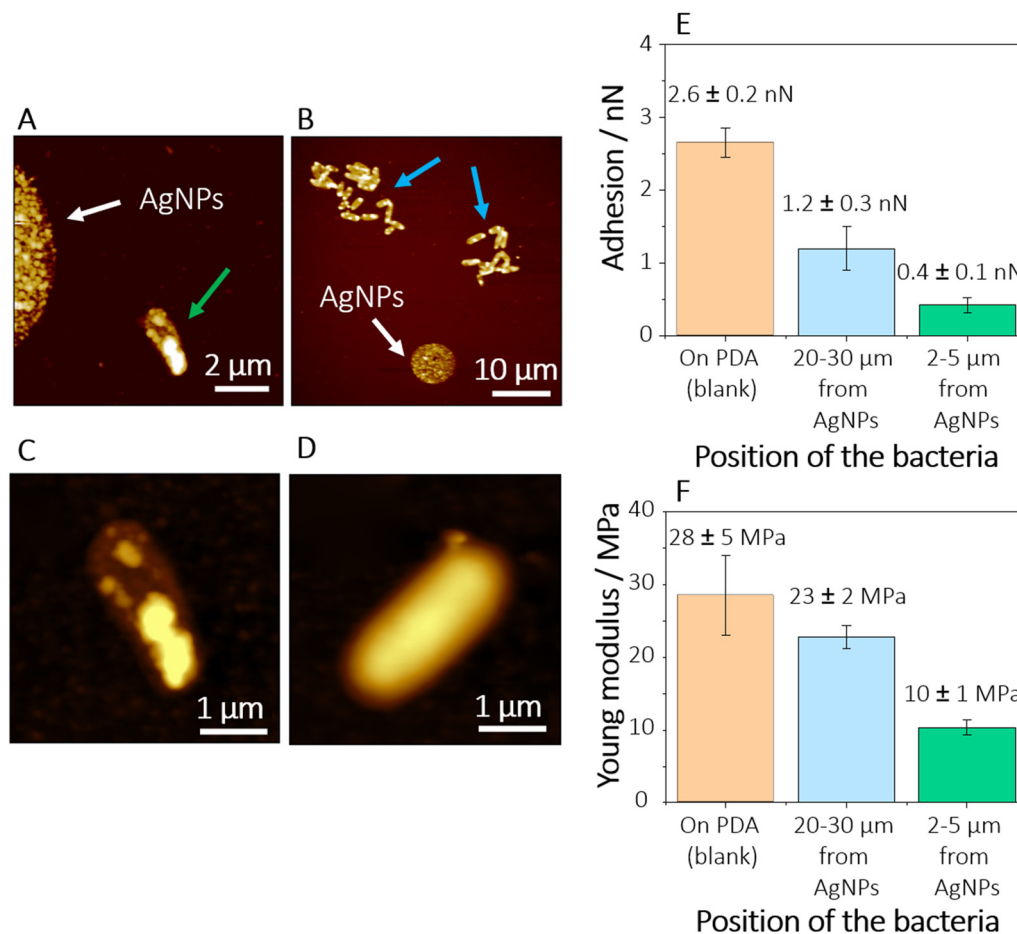 A
AgNPs
2 μm
B
AgNPs
10 μm
C
1 μm
D
1 μm
E
Adhesion / nN
4
3
2
1
0
2.6 ± 0.2 nN
1.2 ± 0.3 nN
0.4 ± 0.1 nN
On PDA
(blank)
20-30 μm
from
AgNPs
2-5 μm
from
AgNPs
Position of the bacteria
F
Young modulus / MPa
40
30
20
10
0
28 ± 5 MPa
23 ± 2 MPa
10 ± 1 MPa
On PDA
(blank)
20-30 μm
from
AgNPs
2-5 μm
from
AgNPs
Position of the bacteria